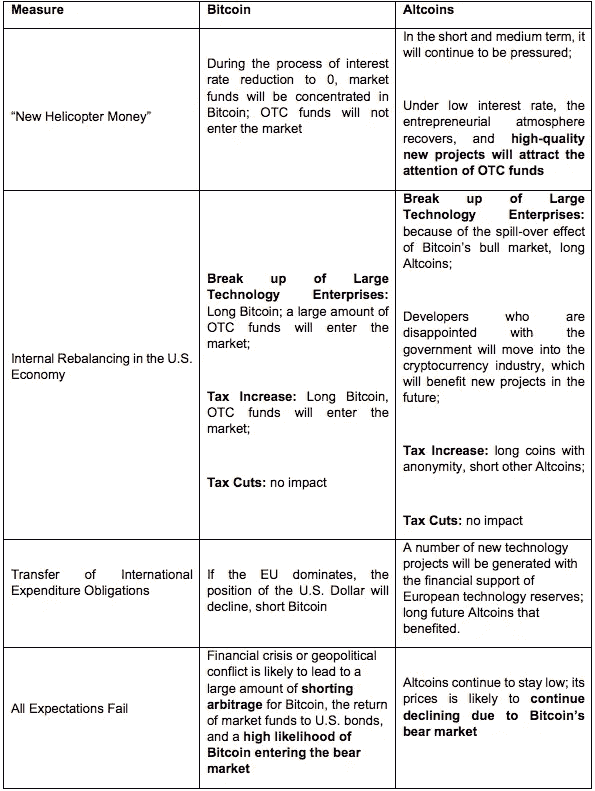 Measure
Bitcoin
Altcoins
“New Helicopter Money”
During the process of interest
rate reduction to 0, market
funds will be concentrated in
Bitcoin; OTC funds will not
enter the market
In the short and medium term, it
will continue to be pressured;
Under low interest rate, the
entrepreneurial atmosphere
recovers, and high-quality
new projects will attract the
attention of OTC funds
Internal Rebalancing in the U.S.
Economy
Break up of Large
Technology Enterprises:
Long Bitcoin; a large amount of
OTC funds will enter the
market;
Tax Increase: Long Bitcoin,
OTC funds will enter the
market;
Tax Cuts: no impact
Break up of Large
Technology Enterprises:
because of the spill-over effect
of Bitcoin’s bull market, long
Altcoins;
Developers who are
disappointed with the
government will move into the
cryptocurrency industry, which
will benefit new projects in the
future;
Tax Increase: long coins with
anonymity, short other Altcoins;
Tax Cuts: no impact
Transfer of International
Expenditure Obligations
If the EU dominates, the
position of the U.S. Dollar will
decline, short Bitcoin
A number of new technology
projects will be generated with
the financial support of
European technology reserves;
long future Altcoins that
benefited.
All Expectations Fail
Financial crisis or geopolitical
conflict is likely to lead to a
large amount of shorting
arbitrage for Bitcoin, the return
of market funds to U.S. bonds,
and a high likelihood of
Bitcoin entering the bear
market
Altcoins continue to stay low; its
prices is likely to continue
declining due to Bitcoin’s
bear market